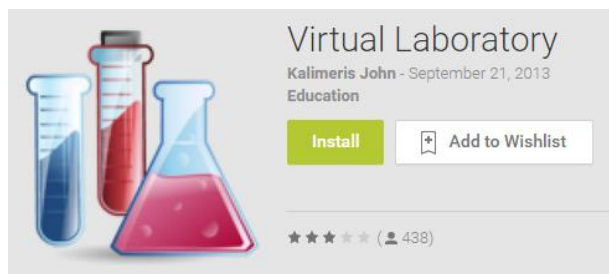 Virtual Laboratory
Kalimeris John - September 21, 2013
Education
Install
Add to Wishlist
(438)